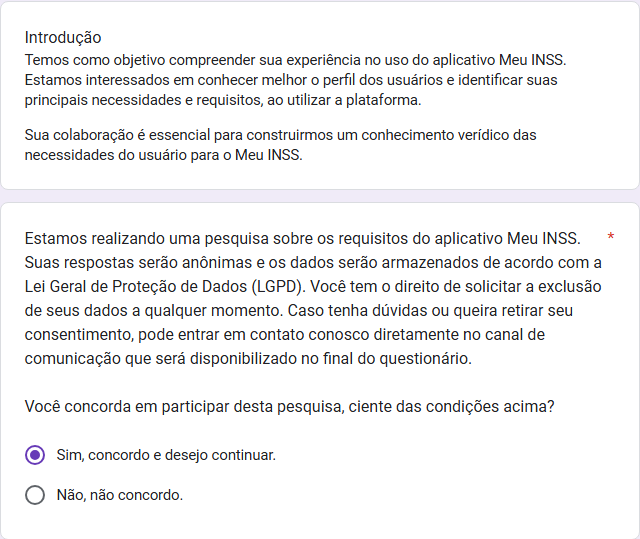 Introdução
Temos como objetivo compreender sua experiência no uso do aplicativo Meu INSS.
Estamos interessados em conhecer melhor o perfil dos usuários e identificar suas
principais necessidades e requisitos, ao utilizar a plataforma.
Sua colaboração é essencial para construirmos um conhecimento verídico das
necessidades do usuário para o Meu INSS.
Estamos realizando uma pesquisa sobre os requisitos do aplicativo Meu INSS. *
Suas respostas serão anônimas e os dados serão armazenados de acordo com a
Lei Geral de Proteção de Dados (LGPD). Você tem o direito de solicitar a exclusão
de seus dados a qualquer momento. Caso tenha dúvidas ou queira retirar seu
consentimento, pode entrar em contato conosco diretamente no canal de
comunicação que será disponibilizado no final do questionário.
Você concorda em participar desta pesquisa, ciente das condições acima?
Sim, concordo e desejo continuar.
Não, não concordo.